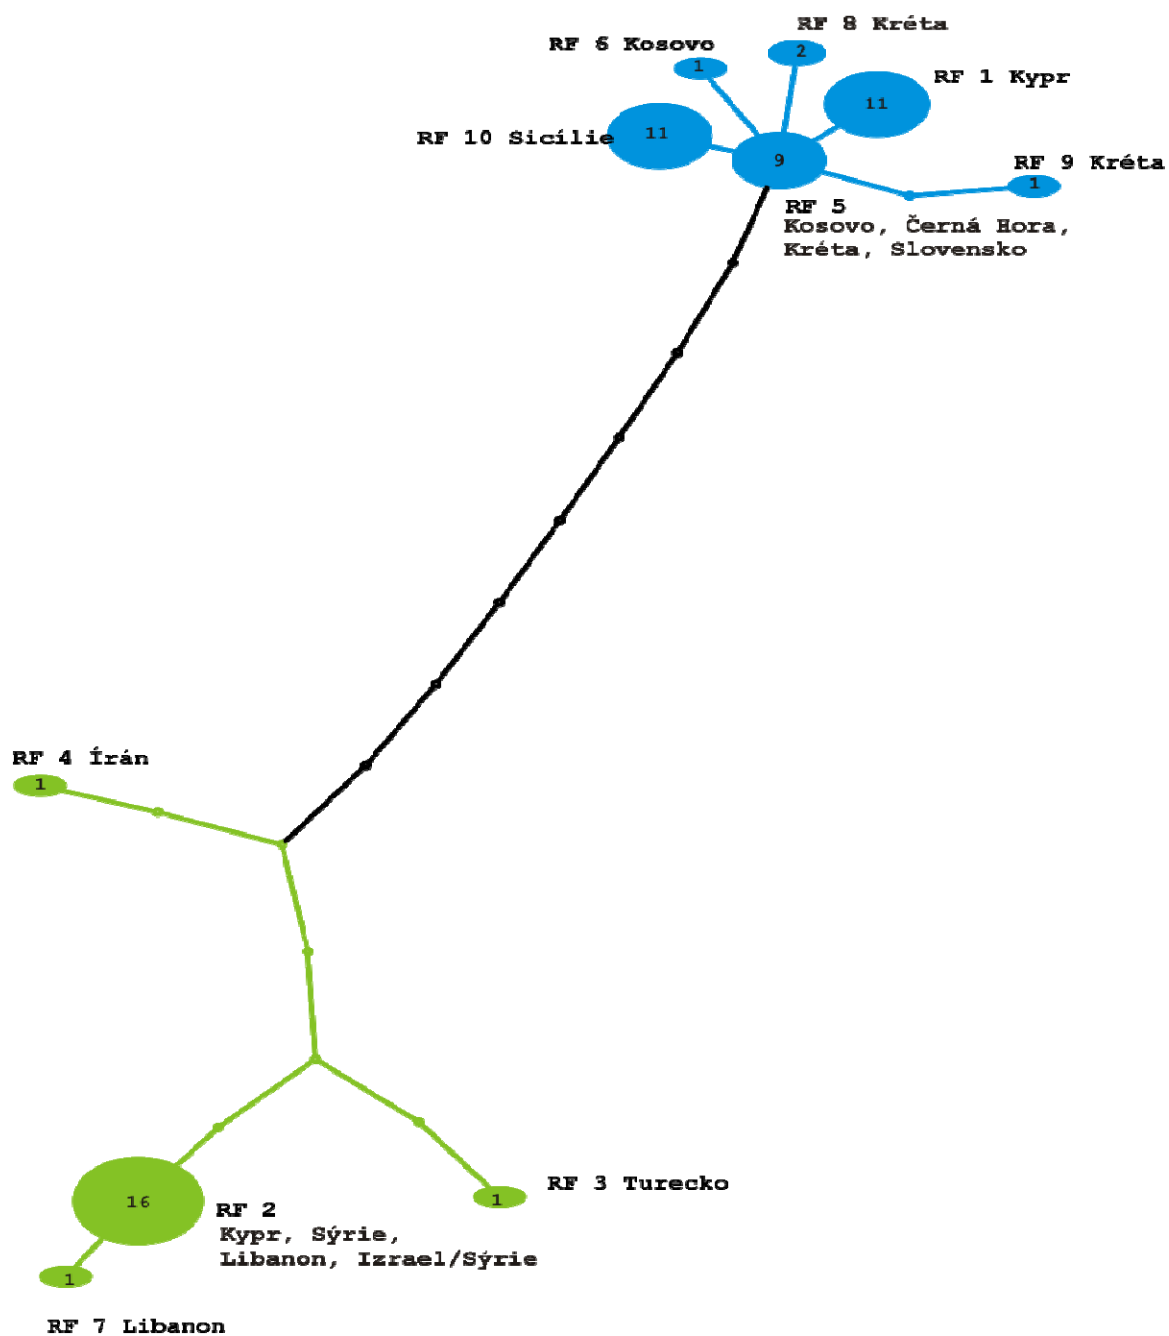 RF 8 Kréta
2
RF 6 Kosovo
1
RF 1 Kypr
11
RF 10 Sicílie
11
9
RF 9 Kréta
1
RF 5
Kosovo, Černá Hora,
Kréta, Slovensko
RF 4 Írán
1
RF 3 Turecko
1
16
RF 2
Kypr, Sýrie,
Libanon, Izrael/Sýrie
1
RF 7 Libanon